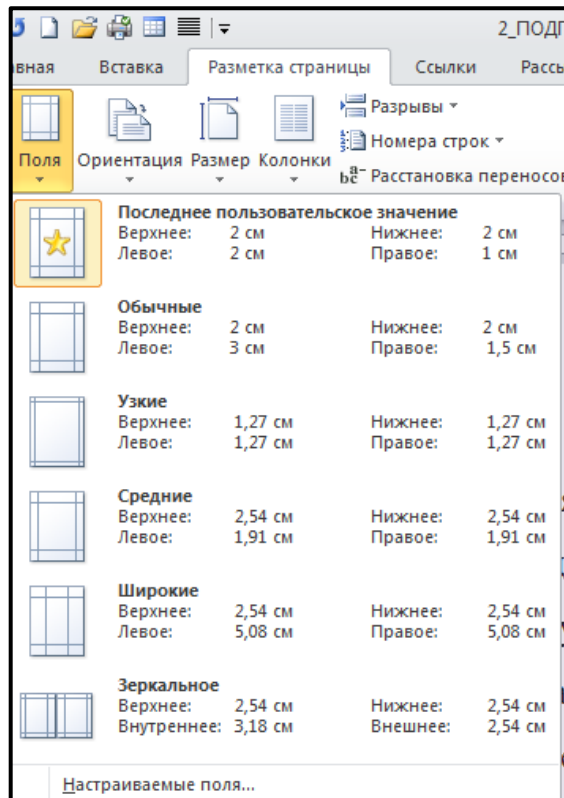 2_ПОДГ
вная Вставка Разметка страницы Ссылки Рассы
Поля Ориентация Размер Колонки
Разрывы
Номера строк
Расстановка переносов
Последнее пользовательское значение
Верхнее: 2 см Нижнее: 2 см
Левое: 2 см Правое: 1 см
Обычные
Верхнее: 2 см Нижнее: 2 см
Левое: 3 см Правое: 1,5 см
Узкие
Верхнее: 1,27 см Нижнее: 1,27 см
Левое: 1,27 см Правое: 1,27 см
Средние
Верхнее: 2,54 см Нижнее: 2,54 см
Левое: 1,91 см Правое: 1,91 см
Широкие
Верхнее: 2,54 см Нижнее: 2,54 см
Левое: 5,08 см Правое: 5,08 см
Зеркальное
Верхнее: 2,54 см Нижнее: 2,54 см
Внутреннее: 3,18 см Внешнее: 2,54 см
Настраиваемые поля...